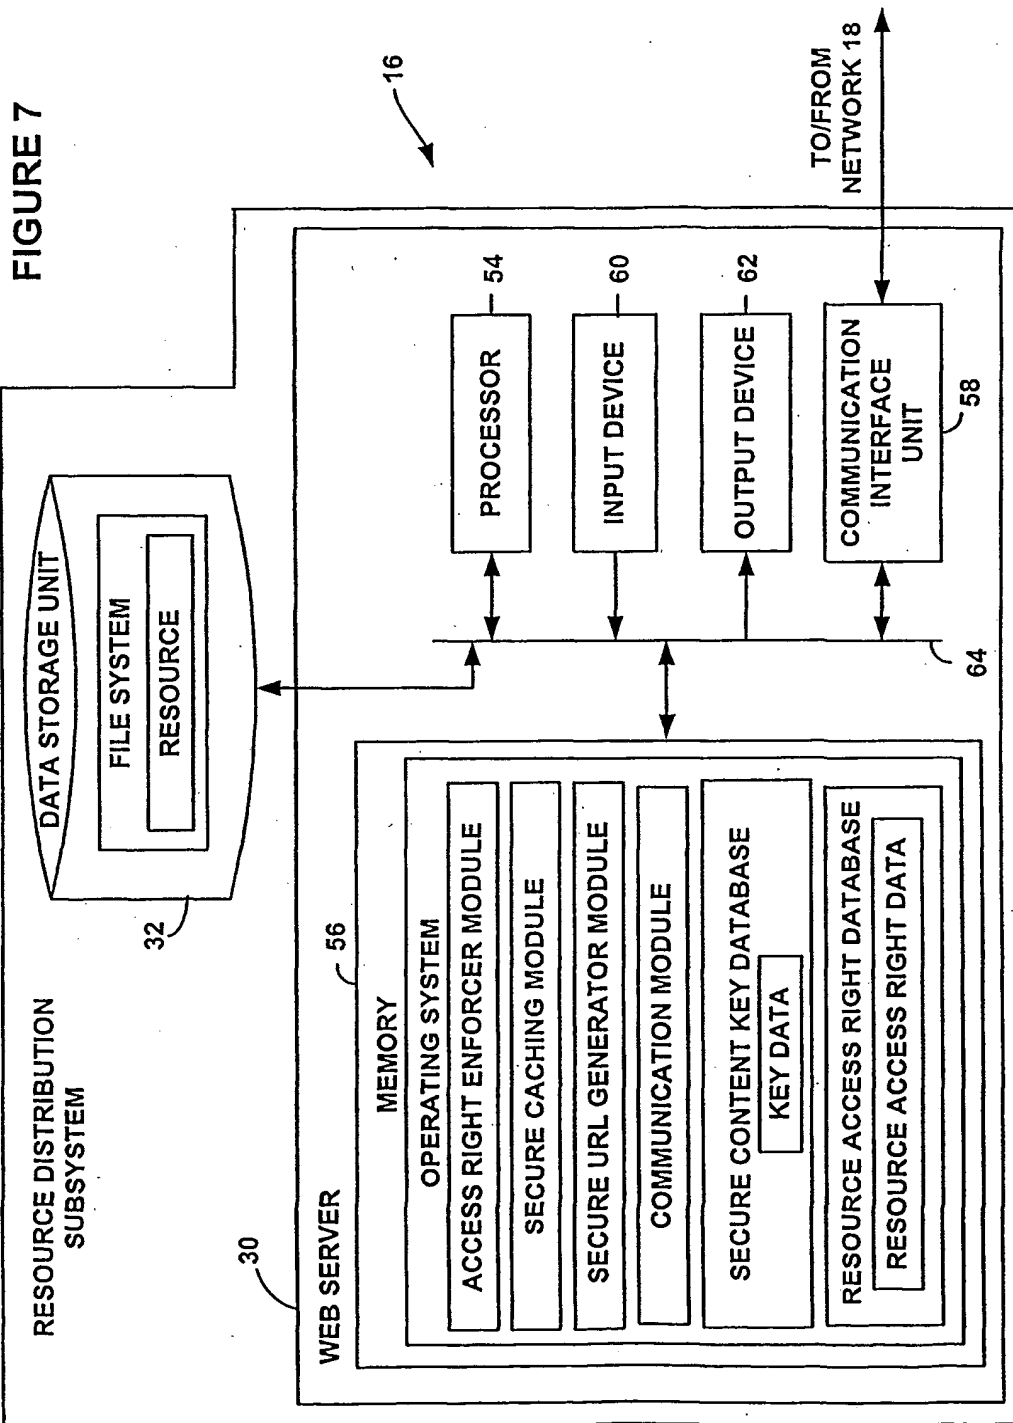 FIGURE 7
RESOURCE DISTRIBUTION
SUBSYSTEM
16
DATA STORAGE UNIT
FILE SYSTEM
RESOURCE
32
30
WEB SERVER
56
MEMORY
OPERATING SYSTEM
ACCESS RIGHT ENFORCER MODULE
SECURE CACHING MODULE
SECURE URL GENERATOR MODULE
COMMUNICATION MODULE
SECURE CONTENT KEY DATABASE
KEY DATA
RESOURCE ACCESS RIGHT DATABASE
RESOURCE ACCESS RIGHT DATA
PROCESSOR
54
INPUT DEVICE
60
OUTPUT DEVICE
62
COMMUNICATION
INTERFACE
UNIT
58
64
TO/FROM
NETWORK 18